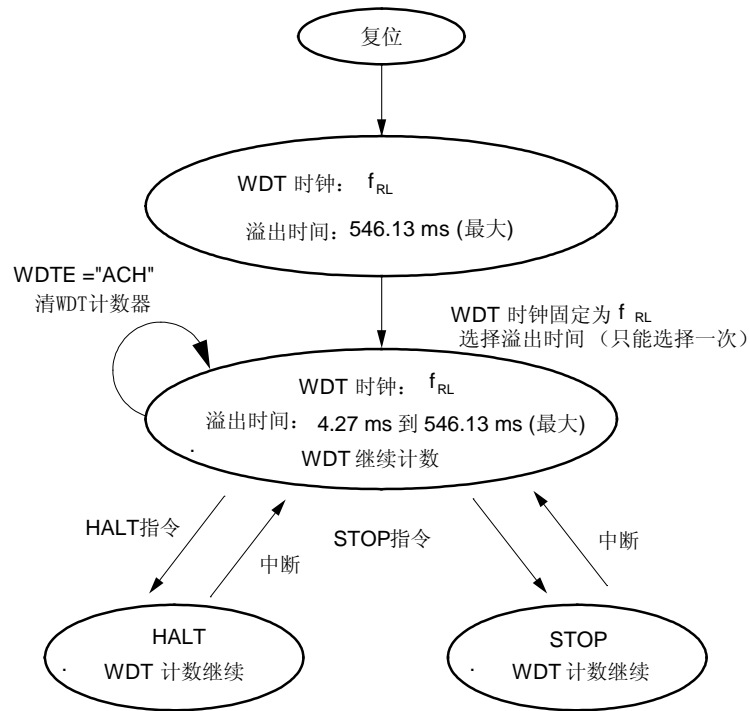 复位
WDT 时钟： fRL
溢出时间：546.13 ms (最大)
WDTE ="ACH"
清WDT计数器
WDT 时钟固定为 f RL
选择溢出时间 （只能选择一次）
WDT 时钟： fRL
溢出时间： 4.27 ms 到 546.13 ms (最大)
WDT 继续计数
HALT指令
中断
STOP指令
中断
HALT
WDT 计数继续
STOP
WDT 计数继续